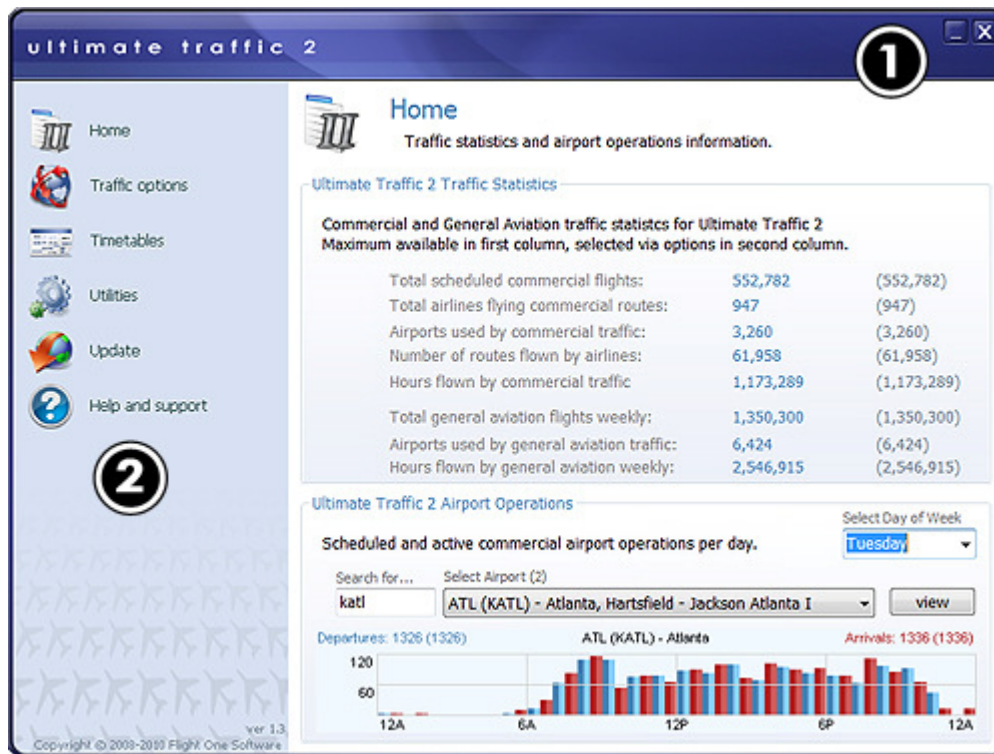 ultimate traffic 2
1
Home
Traffic options
Timetables
Utilities
Update
Help and support
2
ver 1.3
Copyright © 2008-2010 Flight One Software
Home
Traffic statistics and airport operations information.
Ultimate Traffic 2 Traffic Statistics
Commercial and General Aviation traffic statistcs for Ultimate Traffic 2
Maximum available in first column, selected via options in second column.
Total scheduled commercial flights: 552,782 (552,782)
Total airlines flying commercial routes: 947 (947)
Airports used by commercial traffic: 3,260 (3,260)
Number of routes flown by airlines: 61,958 (61,958)
Hours flown by commercial traffic 1,173,289 (1,173,289)
Total general aviation flights weekly: 1,350,300 (1,350,300)
Airports used by general aviation traffic: 6,424 (6,424)
Hours flown by general aviation weekly: 2,546,915 (2,546,915)
Ultimate Traffic 2 Airport Operations
Select Day of Week
Scheduled and active commercial airport operations per day. Tuesday
Search for... Select Airport (2)
katl ATL (KATL) - Atlanta, Hartsfield - Jackson Atlanta I view
Departures: 1326 (1326) ATL (KATL) - Atlanta Arrivals: 1336 (1336)
120
60
12A 6A 12P 6P 12A